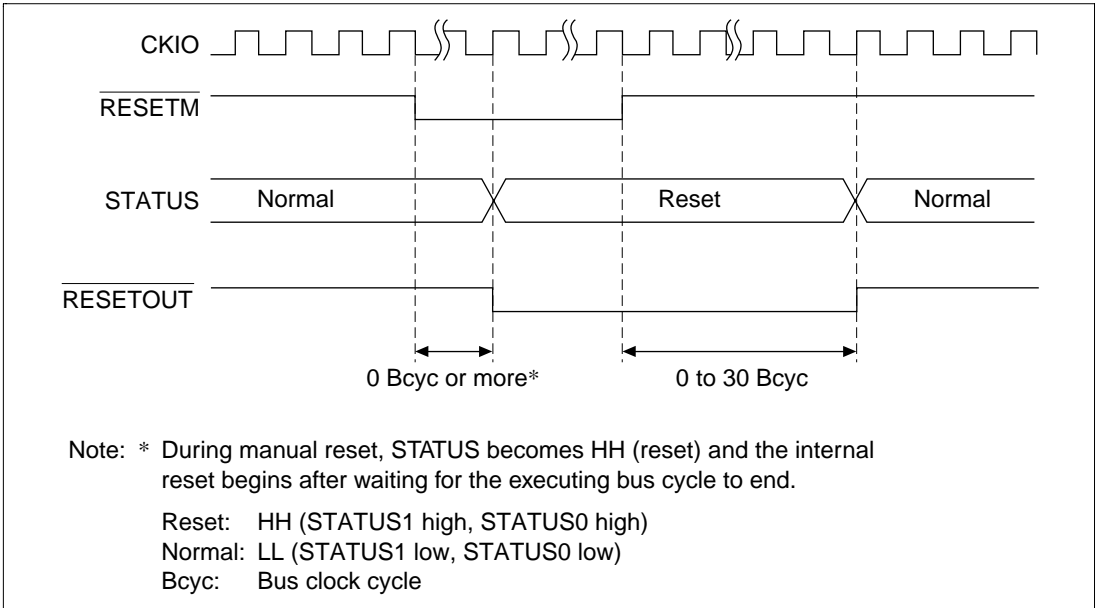 CKIO
RESETM
STATUS Normal Reset Normal
RESETOUT
0 Bcyc or more* 0 to 30 Bcyc
Note: * During manual reset, STATUS becomes HH (reset) and the internal
reset begins after waiting for the executing bus cycle to end.
Reset: HH (STATUS1 high, STATUS0 high)
Normal: LL (STATUS1 low, STATUS0 low)
Bcyc: Bus clock cycle